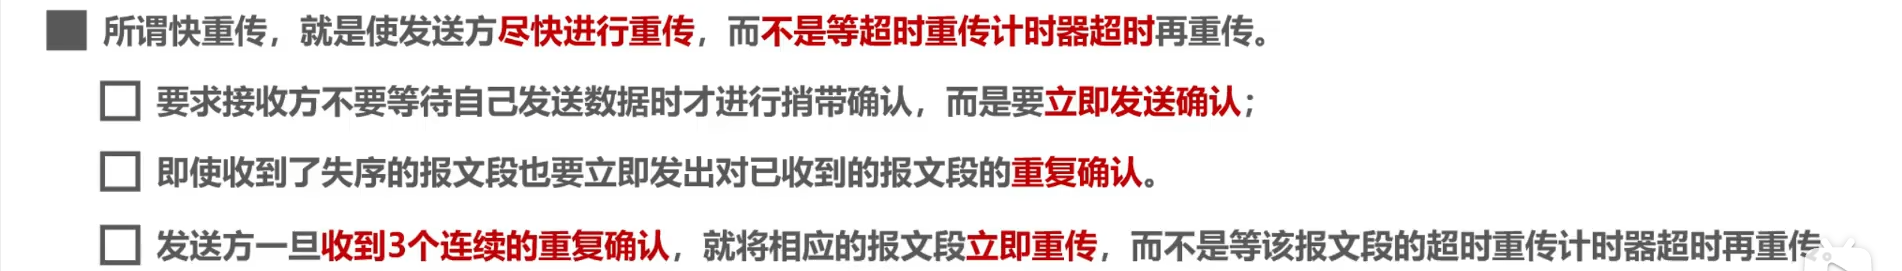 所谓快重传，就是使发送方尽快进行重传，而不是等超时重传计时器超时再重传。
要求接收方不要等待自己发送数据时才进行捎带确认，而是要立即发送确认；
即使收到了失序的报文段也要立即发出对已收到的报文段的重复确认。
发送方一旦收到3个连续的重复确认，就将相应的报文段立即重传，而不是等该报文段的超时重传计时器超时再重传